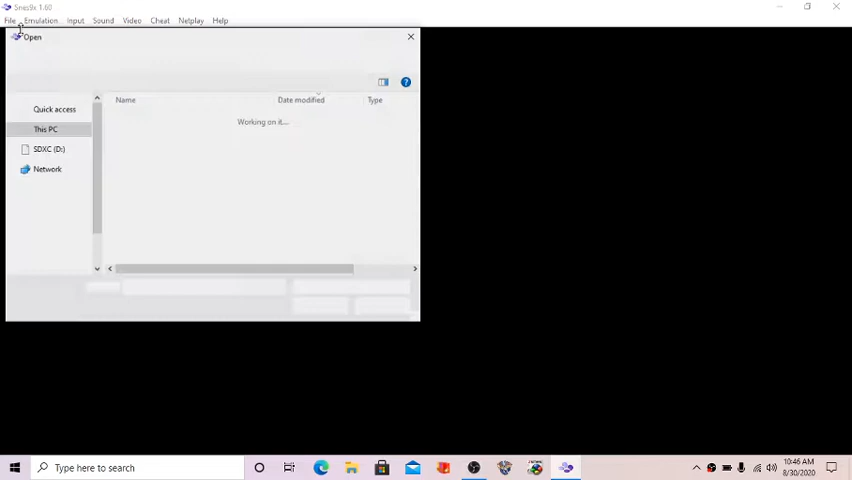 Snes9x 1.60
File Emulation Input Sound Video Cheat Netplay Help
Open
Name Date modified Type
Quick access
Working on it...
This PC
SDXC (D:)
Network
Type here to search
10:46 AM
8/30/2020